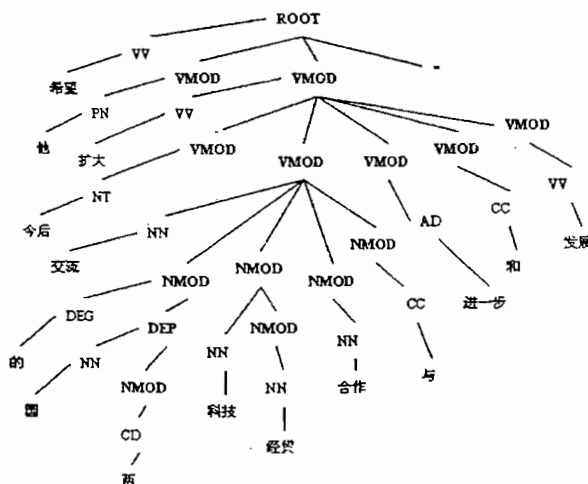 ROOT
VV
希望 VMOD VMOD 。
PN VV
他 扩大 VMOD VMOD VMOD VMOD VMOD
NT NN AD CC VV
今后 交流 NMOD NMOD NMOD NMOD 进一步 和 发展
DEG DEP NN NMOD NN CC
的 国 NN NMOD 科技 NN 合作 与
CD 经贸
两